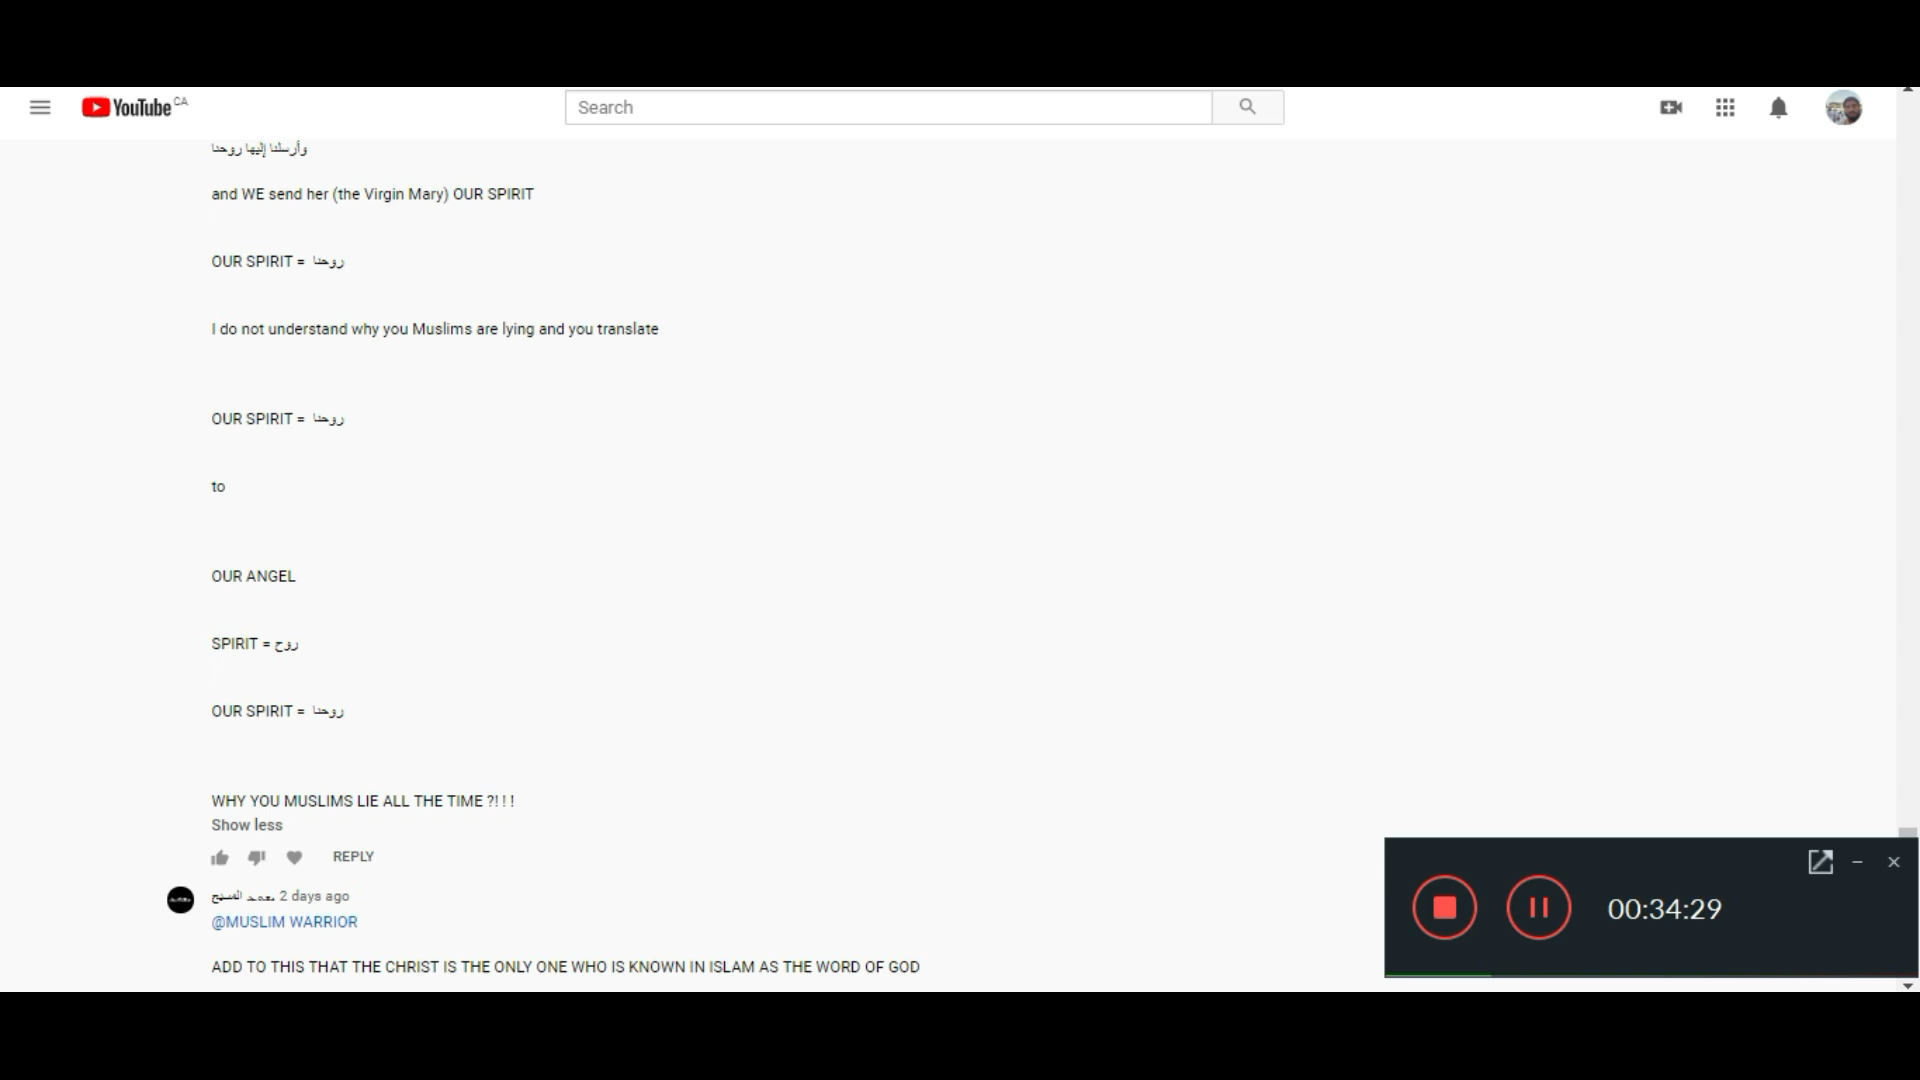 YouTube CA
Search
وأرسلنا إليها روحنا
and WE send her (the Virgin Mary) OUR SPIRIT
OUR SPIRIT = روحنا
I do not understand why you Muslims are lying and you translate
OUR SPIRIT = روحنا
to
OUR ANGEL
SPIRIT = روح
OUR SPIRIT = روحنا
WHY YOU MUSLIMS LIE ALL THE TIME ?! ! !
Show less
REPLY
المسيح 2 days ago
@MUSLIM WARRIOR
ADD TO THIS THAT THE CHRIST IS THE ONLY ONE WHO IS KNOWN IN ISLAM AS THE WORD OF GOD
00:34:29